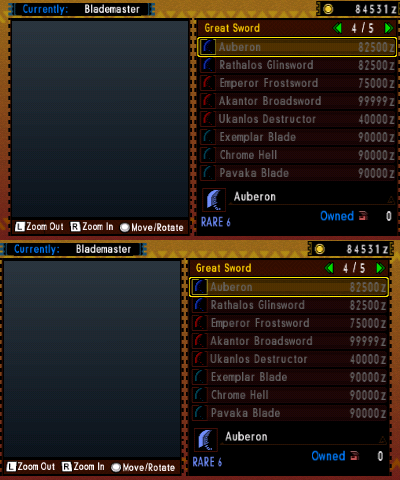 Currently: Blademaster
84531z
Great Sword 4/5
Auberon 82500z
Rathalos Glinsword 82500z
Emperor Frostsword 75000z
Akantor Broadsword 99999z
Ukanlos Destructor 40000z
Exemplar Blade 90000z
Chrome Hell 90000z
Pavaka Blade 90000z
Auberon
RARE 6
Owned 0
L Zoom Out R Zoom In Move/Rotate
Currently: Blademaster
84531z
Great Sword 4/5
Auberon 82500z
Rathalos Glinsword 82500z
Emperor Frostsword 75000z
Akantor Broadsword 99999z
Ukanlos Destructor 40000z
Exemplar Blade 90000z
Chrome Hell 90000z
Pavaka Blade 90000z
Auberon
RARE 6
Owned 0
L Zoom Out R Zoom In Move/Rotate